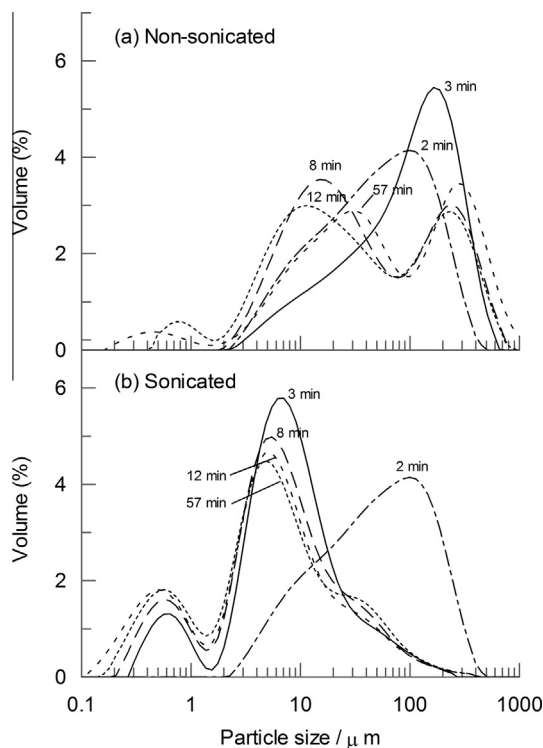 (a) Non-sonicated
Volume (%)
6
4
2
0
3 min
2 min
8 min
57 min
12 min
(b) Sonicated
Volume (%)
6
4
2
0
3 min
8 min
2 min
12 min
57 min
0.1 1 10 100 1000
Particle size / μ m